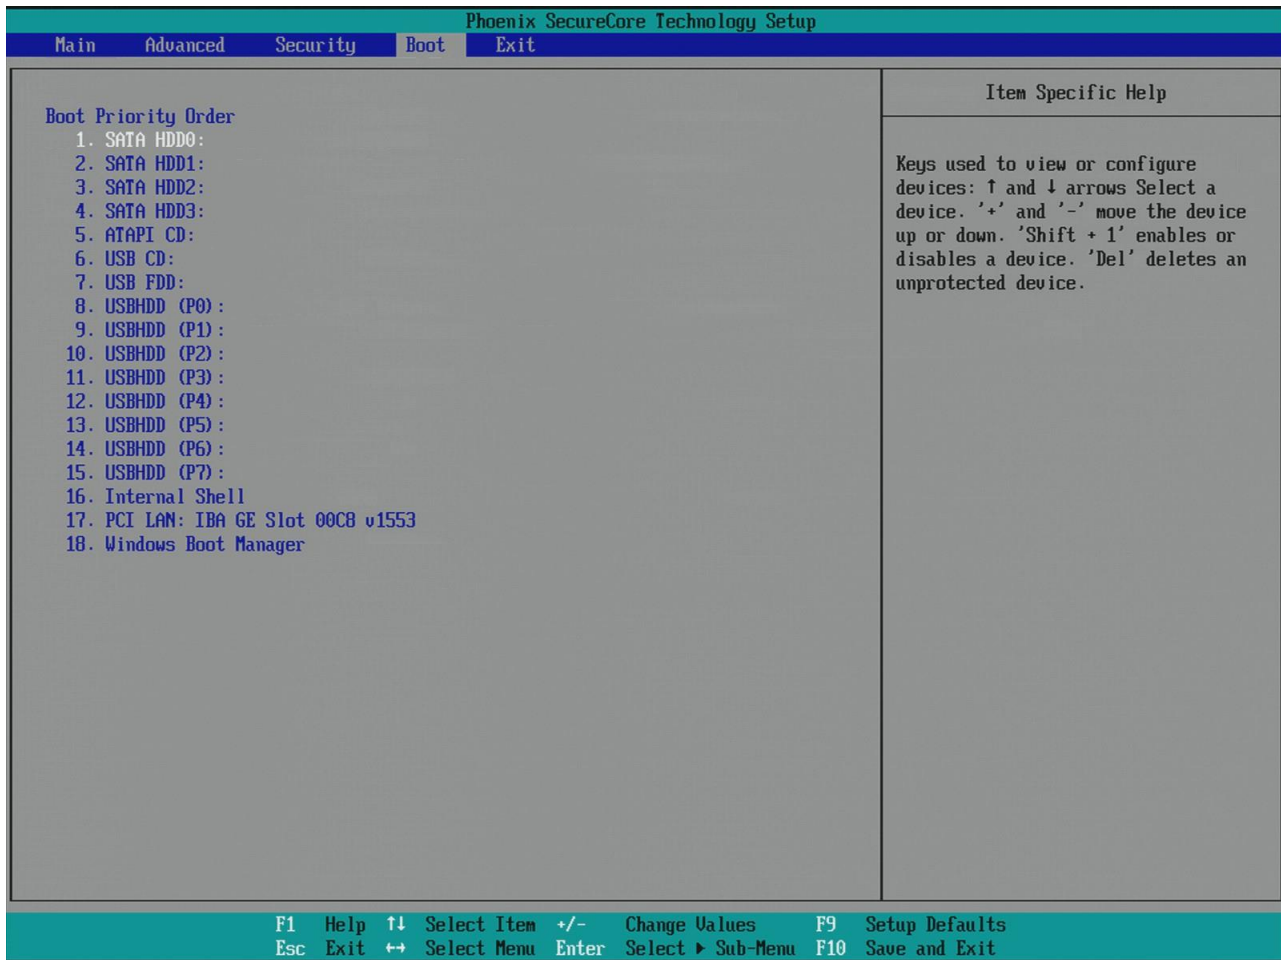 Phoenix SecureCore Technology Setup
Main Advanced Security Boot Exit
Boot Priority Order
1. SATA HDD0:
2. SATA HDD1:
3. SATA HDD2:
4. SATA HDD3:
5. ATAPI CD:
6. USB CD:
7. USB FDD:
8. USBHDD (P0):
9. USBHDD (P1):
10. USBHDD (P2):
11. USBHDD (P3):
12. USBHDD (P4):
13. USBHDD (P5):
14. USBHDD (P6):
15. USBHDD (P7):
16. Internal Shell
17. PCI LAN: IBA GE Slot 00C8 v1553
18. Windows Boot Manager
Item Specific Help
Keys used to view or configure
devices: ↑ and ↓ arrows Select a
device. '+' and '-' move the device
up or down. 'Shift + 1' enables or
disables a device. 'Del' deletes an
unprotected device.
F1 Help ↑↓ Select Item +/- Change Values F9 Setup Defaults
Esc Exit ↔ Select Menu Enter Select ▶ Sub-Menu F10 Save and Exit